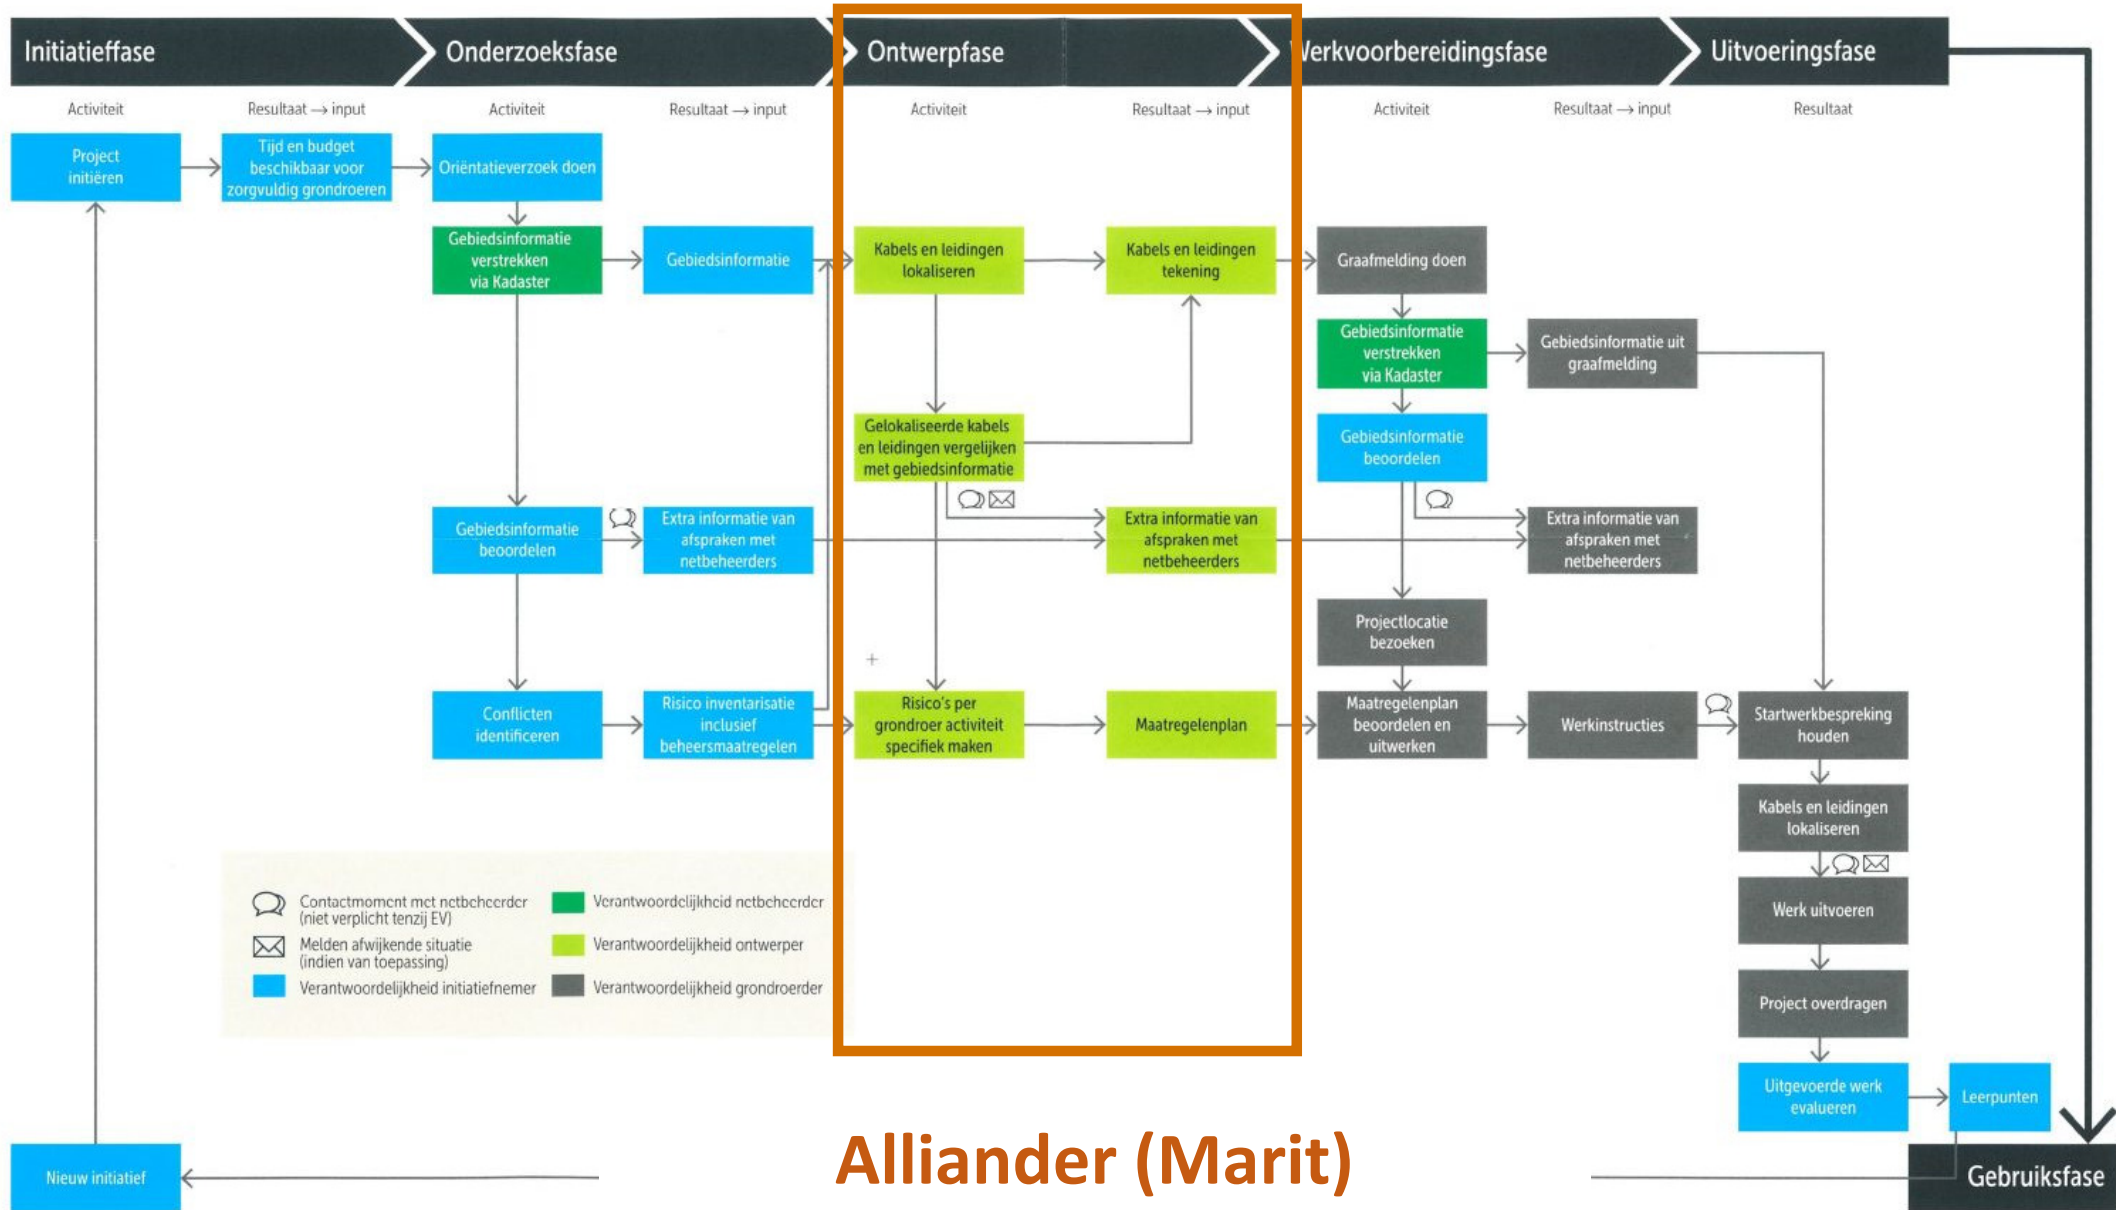 Initiatieffase
Onderzoeksfase
Ontwerpfase
Werkvoorbereidingsfase
Uitvoeringsfase
Activiteit
Resultaat → input
Activiteit
Resultaat → input
Activiteit
Resultaat → input
Activiteit
Resultaat → input
Resultaat
Project
initiëren
Tijd en budget
beschikbaar voor
zorgvuldig grondroeren
Oriëntatieverzoek doen
Gebiedsinformatie
verstrekken
via Kadaster
Gebiedsinformatie
Kabels en leidingen
lokaliseren
Kabels en leidingen
tekening
Graafmelding doen
Gebiedsinformatie
verstrekken
via Kadaster
Gebiedsinformatie uit
graafmelding
Gelokaliseerde kabels
en leidingen vergelijken
met gebiedsinformatie
Gebiedsinformatie
beoordelen
Gebiedsinformatie
beoordelen
Extra informatie van
afspraken met
netbeheerders
Extra informatie van
afspraken met
netbeheerders
Extra informatie van
afspraken met
netbeheerders
Projectlocatie
bezoeken
Conflicten
identificeren
Risico inventarisatie
inclusief
beheersmaatregelen
Risico's per
grondroer activiteit
specifiek maken
Maatregelenplan
Maatregelenplan
beoordelen en
uitwerken
Werkinstructies
Startwerkbespreking
houden
Kabels en leidingen
lokaliseren
Werk uitvoeren
Project overdragen
Uitgevoerde werk
evalueren
Leerpunten
Contactmoment met netbeheerder
(niet verplicht tenzij EV)
Melden afwijkende situatie
(indien van toepassing)
Verantwoordelijkheid initiatiefnemer
Verantwoordelijkheid netbeheerder
Verantwoordelijkheid ontwerper
Verantwoordelijkheid grondroerder
Nieuw initiatief
Alliander (Marit)
Gebruiksfase